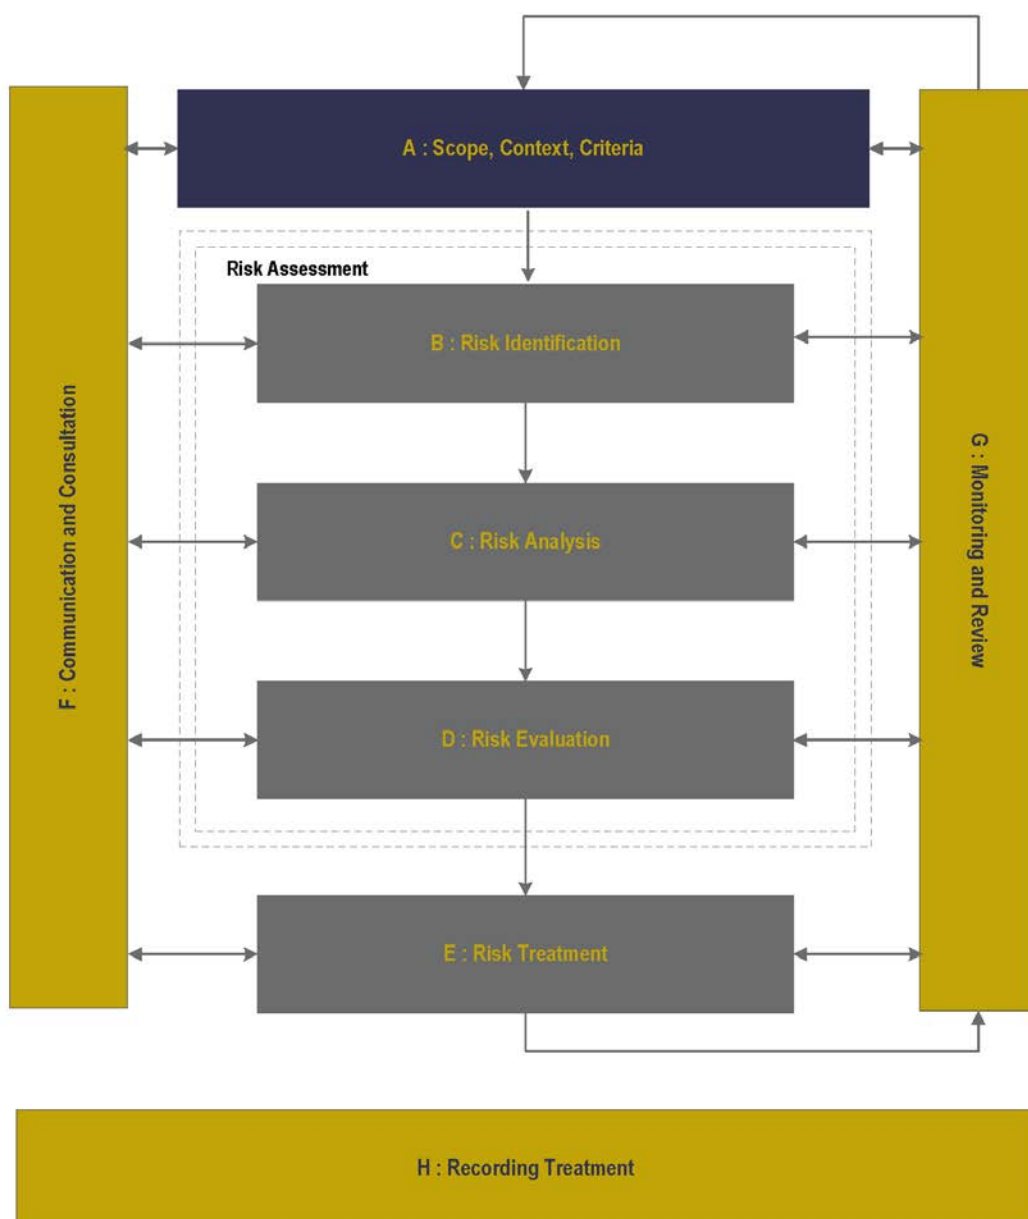 A : Scope, Context, Criteria
Risk Assessment
B : Risk Identification
C : Risk Analysis
D : Risk Evaluation
E : Risk Treatment
F : Communication and Consultation
G : Monitoring and Review
H : Recording Treatment